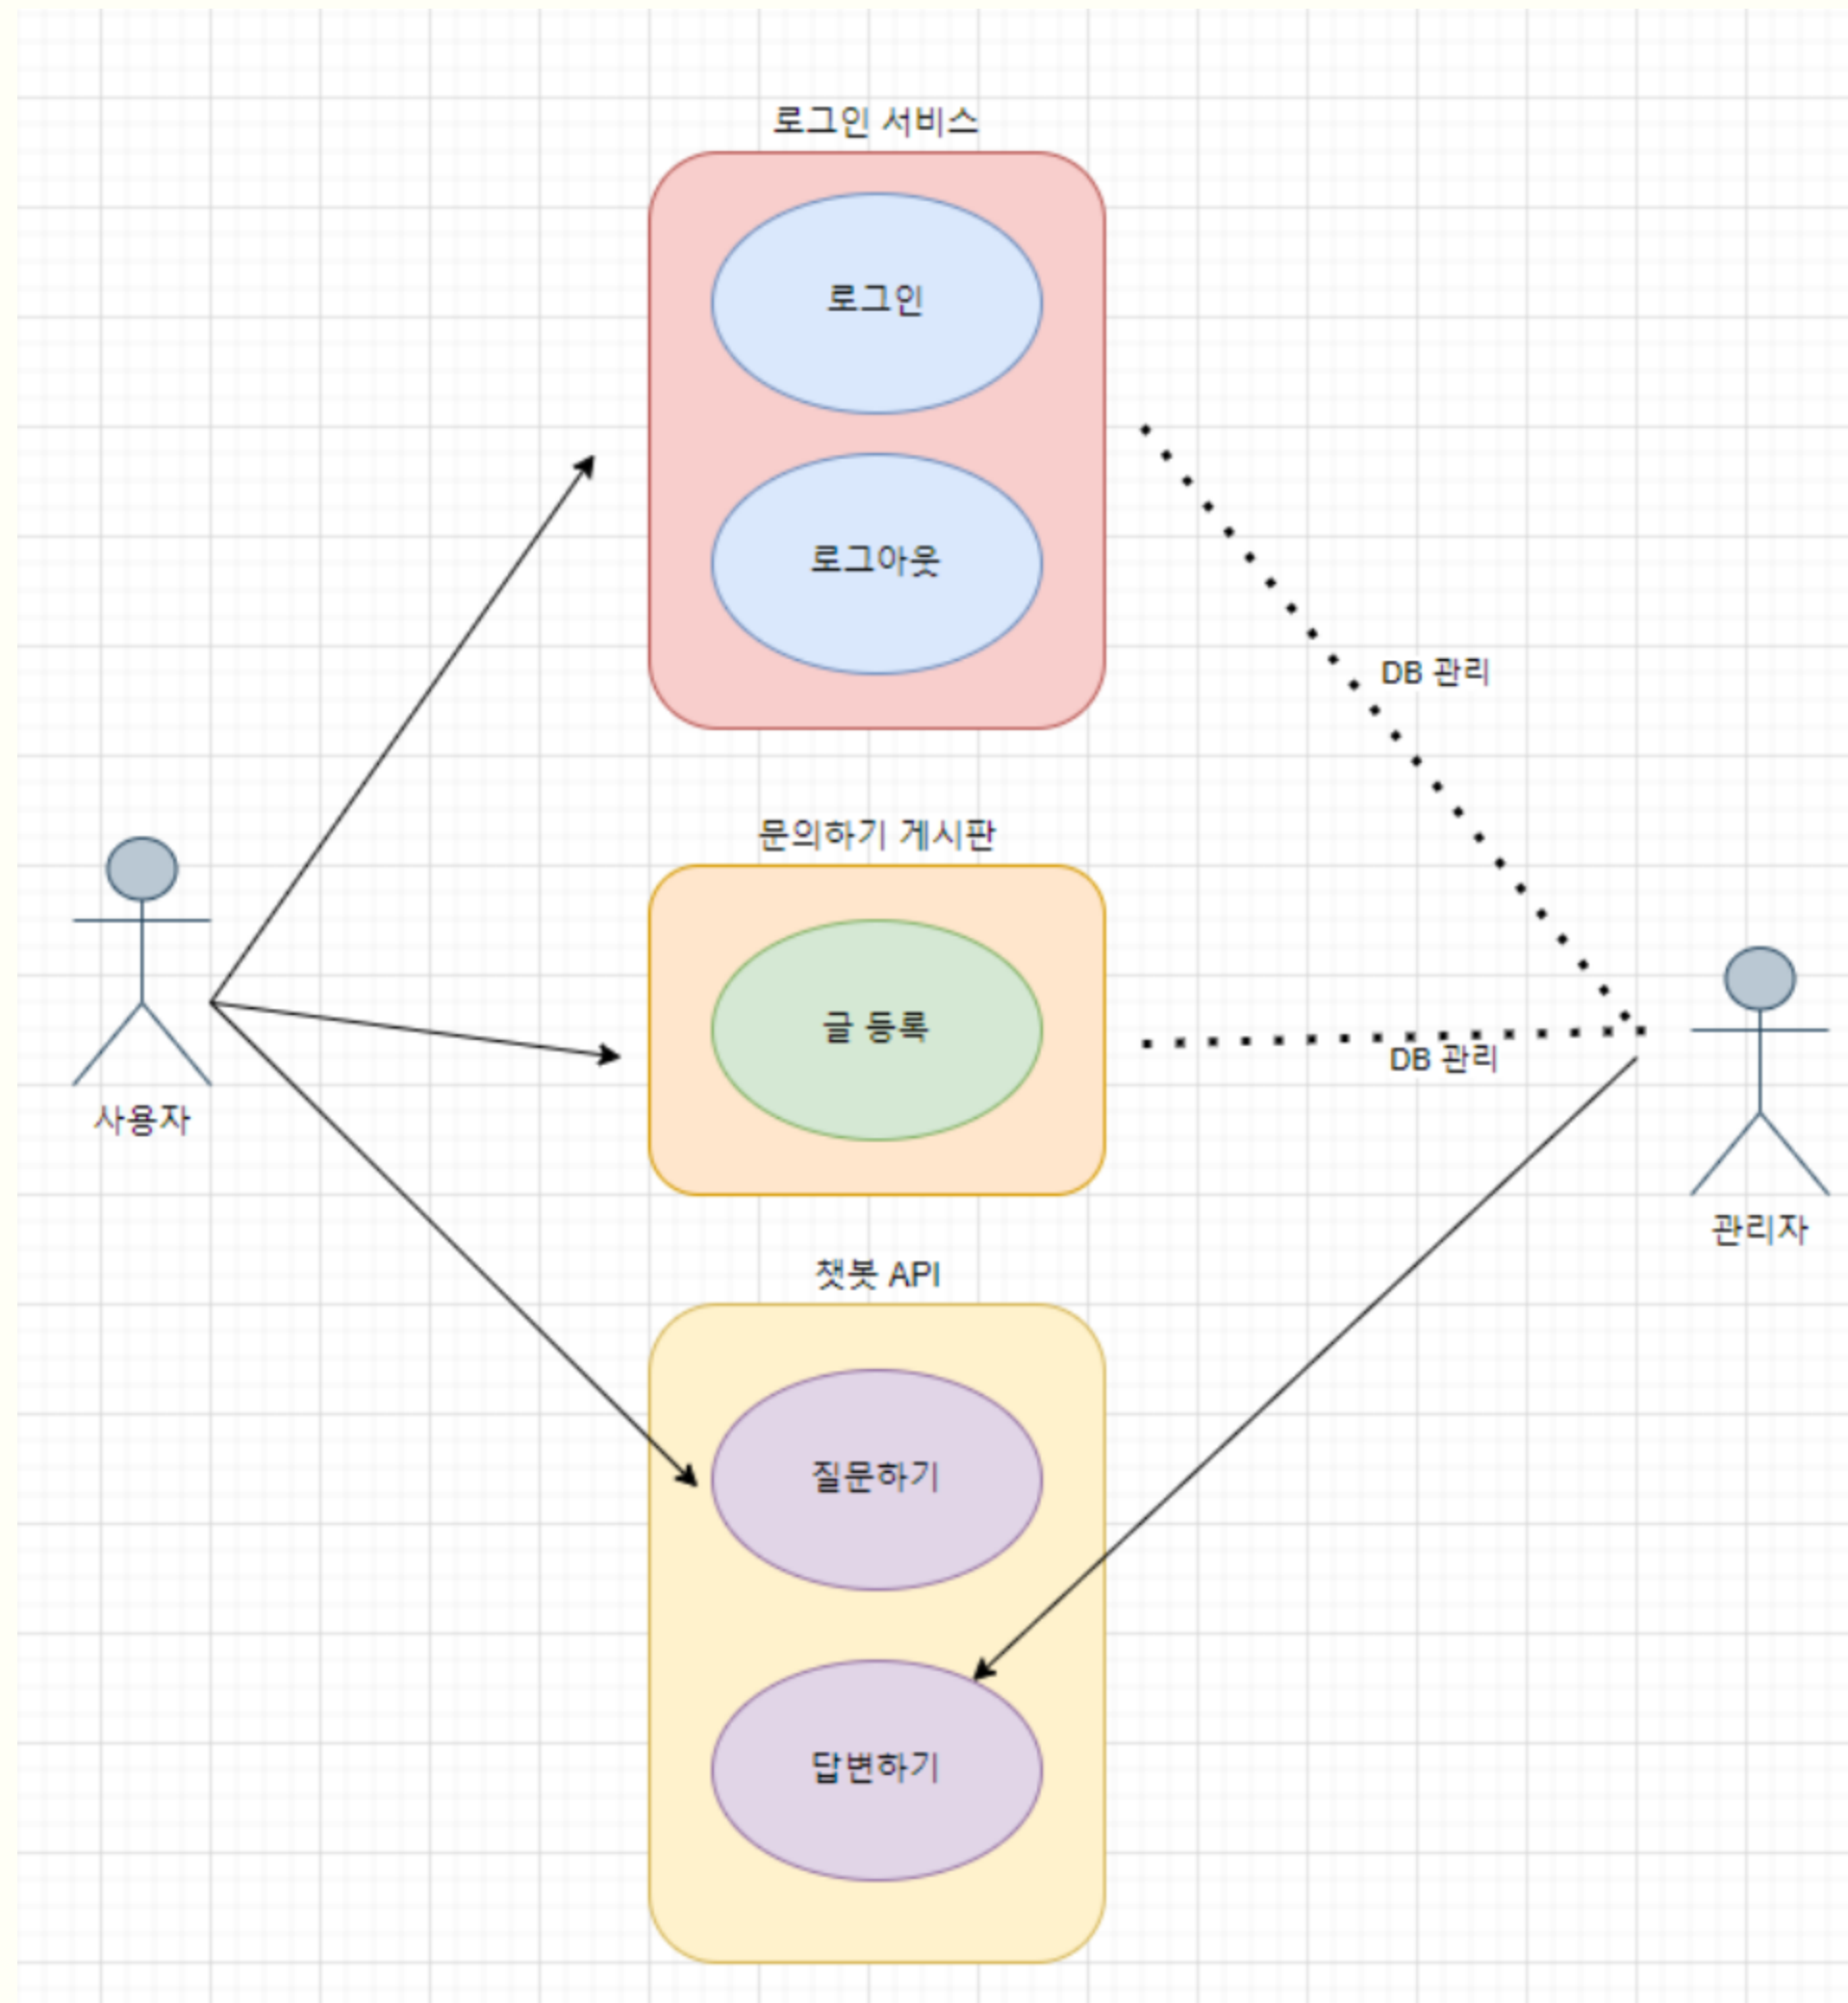 로그인 서비스
로그인
로그아웃
DB 관리
문의하기 게시판
글 등록
DB 관리
사용자
관리자
챗봇 API
질문하기
답변하기